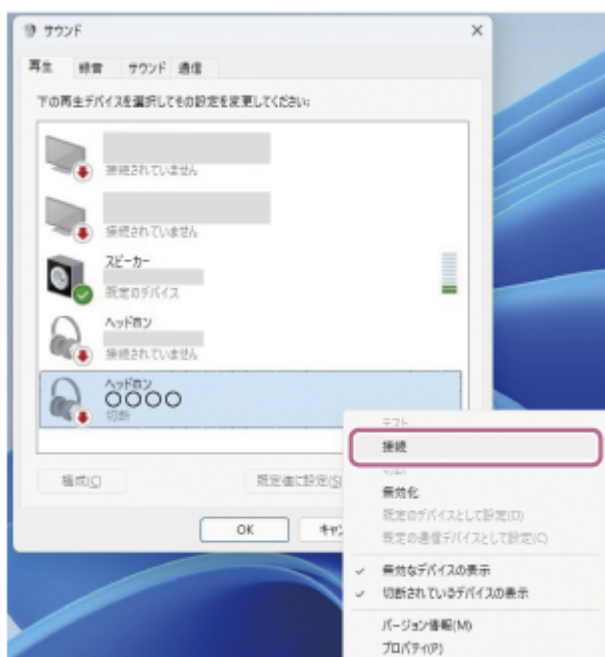 サウンド
再生 録音 サウンド 通信
下の再生デバイスを選択してその設定を変更してください:
接続されていません
接続されていません
スピーカー
既定のデバイス
ヘッドホン
接続されていません
ヘッドホン
○○○○
切断
構成(C)
既定値に設定(S)
OK
キャン
テスト
接続
切断
無効化
既定のデバイスとして設定(D)
既定の通信デバイスとして設定(C)
無効なデバイスの表示
切断されているデバイスの表示
バージョン情報(M)
プロパティ(P)